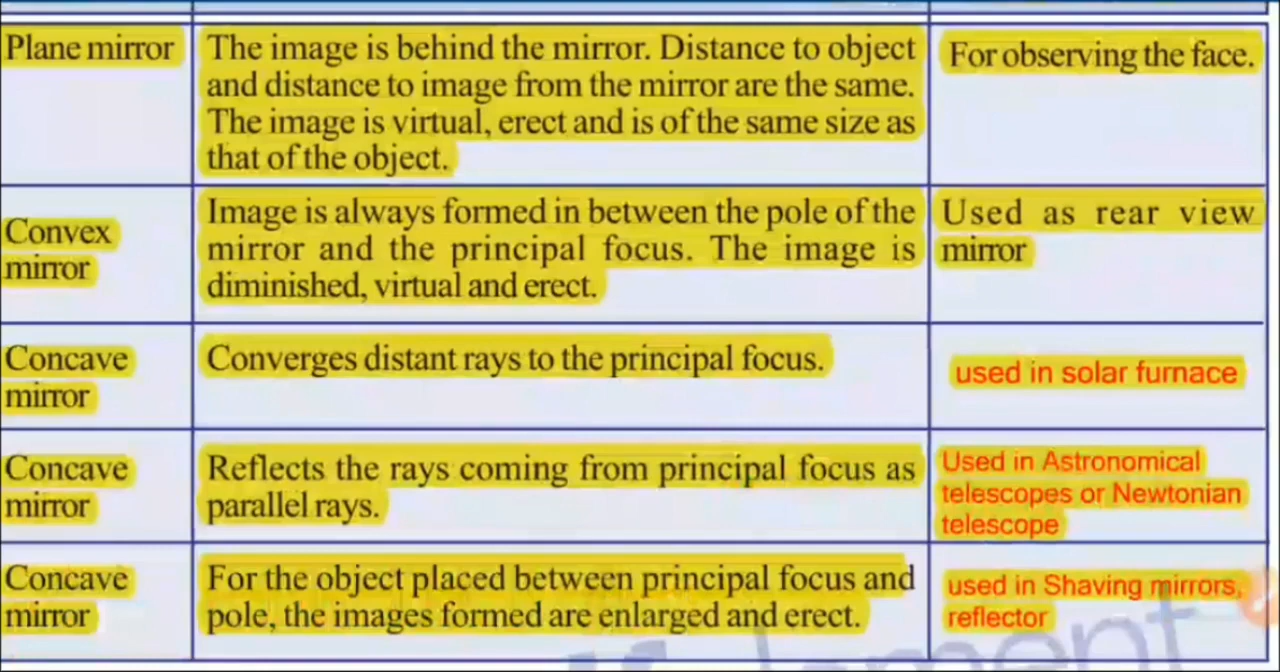 Plane mirror
The image is behind the mirror. Distance to object
and distance to image from the mirror are the same.
The image is virtual, erect and is of the same size as
that of the object.
For observing the face.
Convex
mirror
Image is always formed in between the pole of the
mirror and the principal focus. The image is
diminished, virtual and erect.
Used as rear view
mirror
Concave
mirror
Converges distant rays to the principal focus.
used in solar furnace
Concave
mirror
Reflects the rays coming from principal focus as
parallel rays.
Used in Astronomical
telescopes or Newtonian
telescope
Concave
mirror
For the object placed between principal focus and
pole, the images formed are enlarged and erect.
used in Shaving mirrors,
reflector